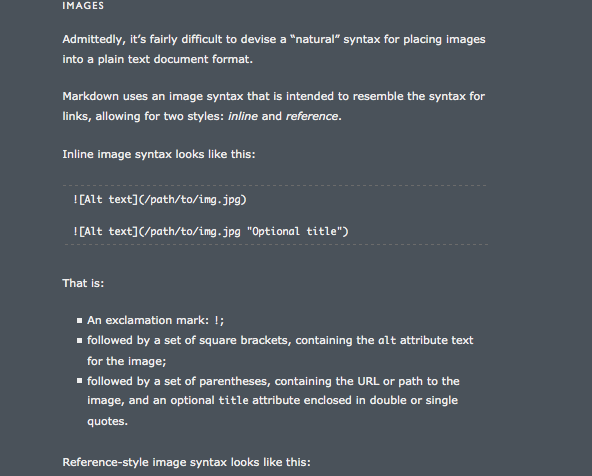 IMAGES
Admittedly, it’s fairly difficult to devise a “natural” syntax for placing images
into a plain text document format.
Markdown uses an image syntax that is intended to resemble the syntax for
links, allowing for two styles: inline and reference.
Inline image syntax looks like this:
![Alt text](/path/to/img.jpg)
![Alt text](/path/to/img.jpg "Optional title")
That is:
An exclamation mark: !;
followed by a set of square brackets, containing the alt attribute text
for the image;
followed by a set of parentheses, containing the URL or path to the
image, and an optional title attribute enclosed in double or single
quotes.
Reference-style image syntax looks like this: